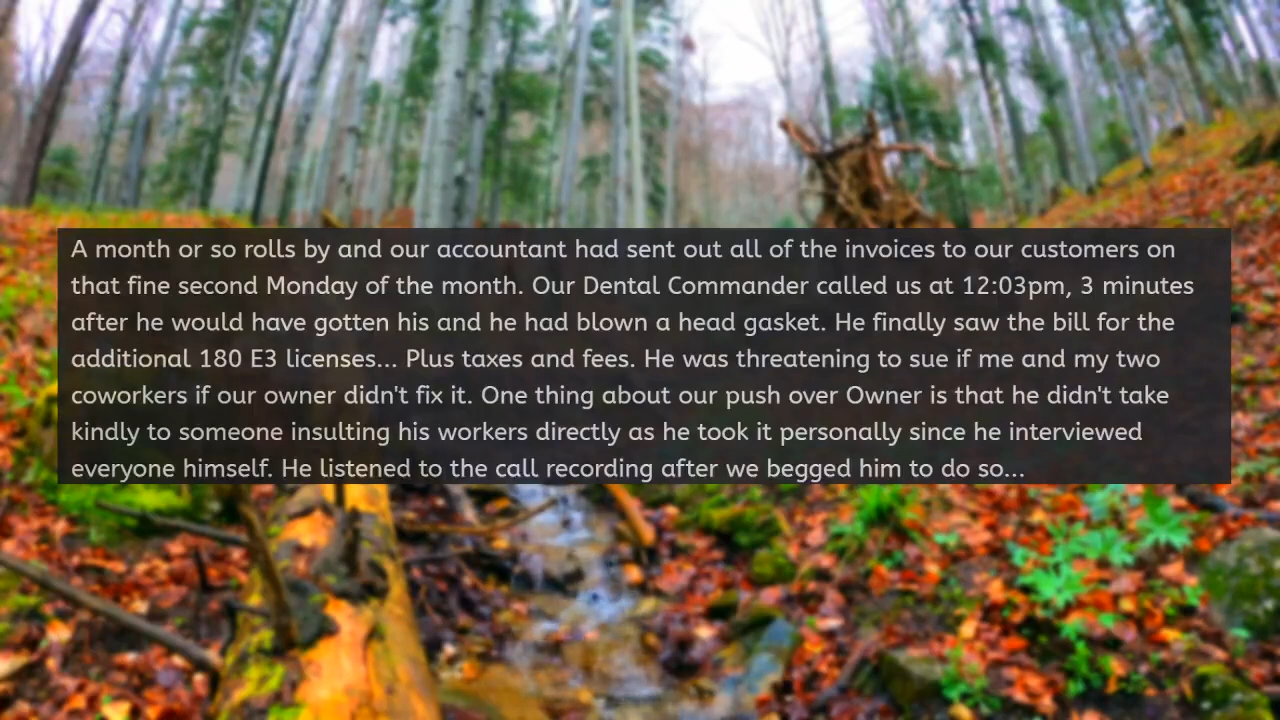 A month or so rolls by and our accountant had sent out all of the invoices to our customers on
that fine second Monday of the month. Our Dental Commander called us at 12:03pm, 3 minutes
after he would have gotten his and he had blown a head gasket. He finally saw the bill for the
additional 180 E3 licenses... Plus taxes and fees. He was threatening to sue if me and my two
coworkers if our owner didn't fix it. One thing about our push over Owner is that he didn't take
kindly to someone insulting his workers directly as he took it personally since he interviewed
everyone himself. He listened to the call recording after we begged him to do so...